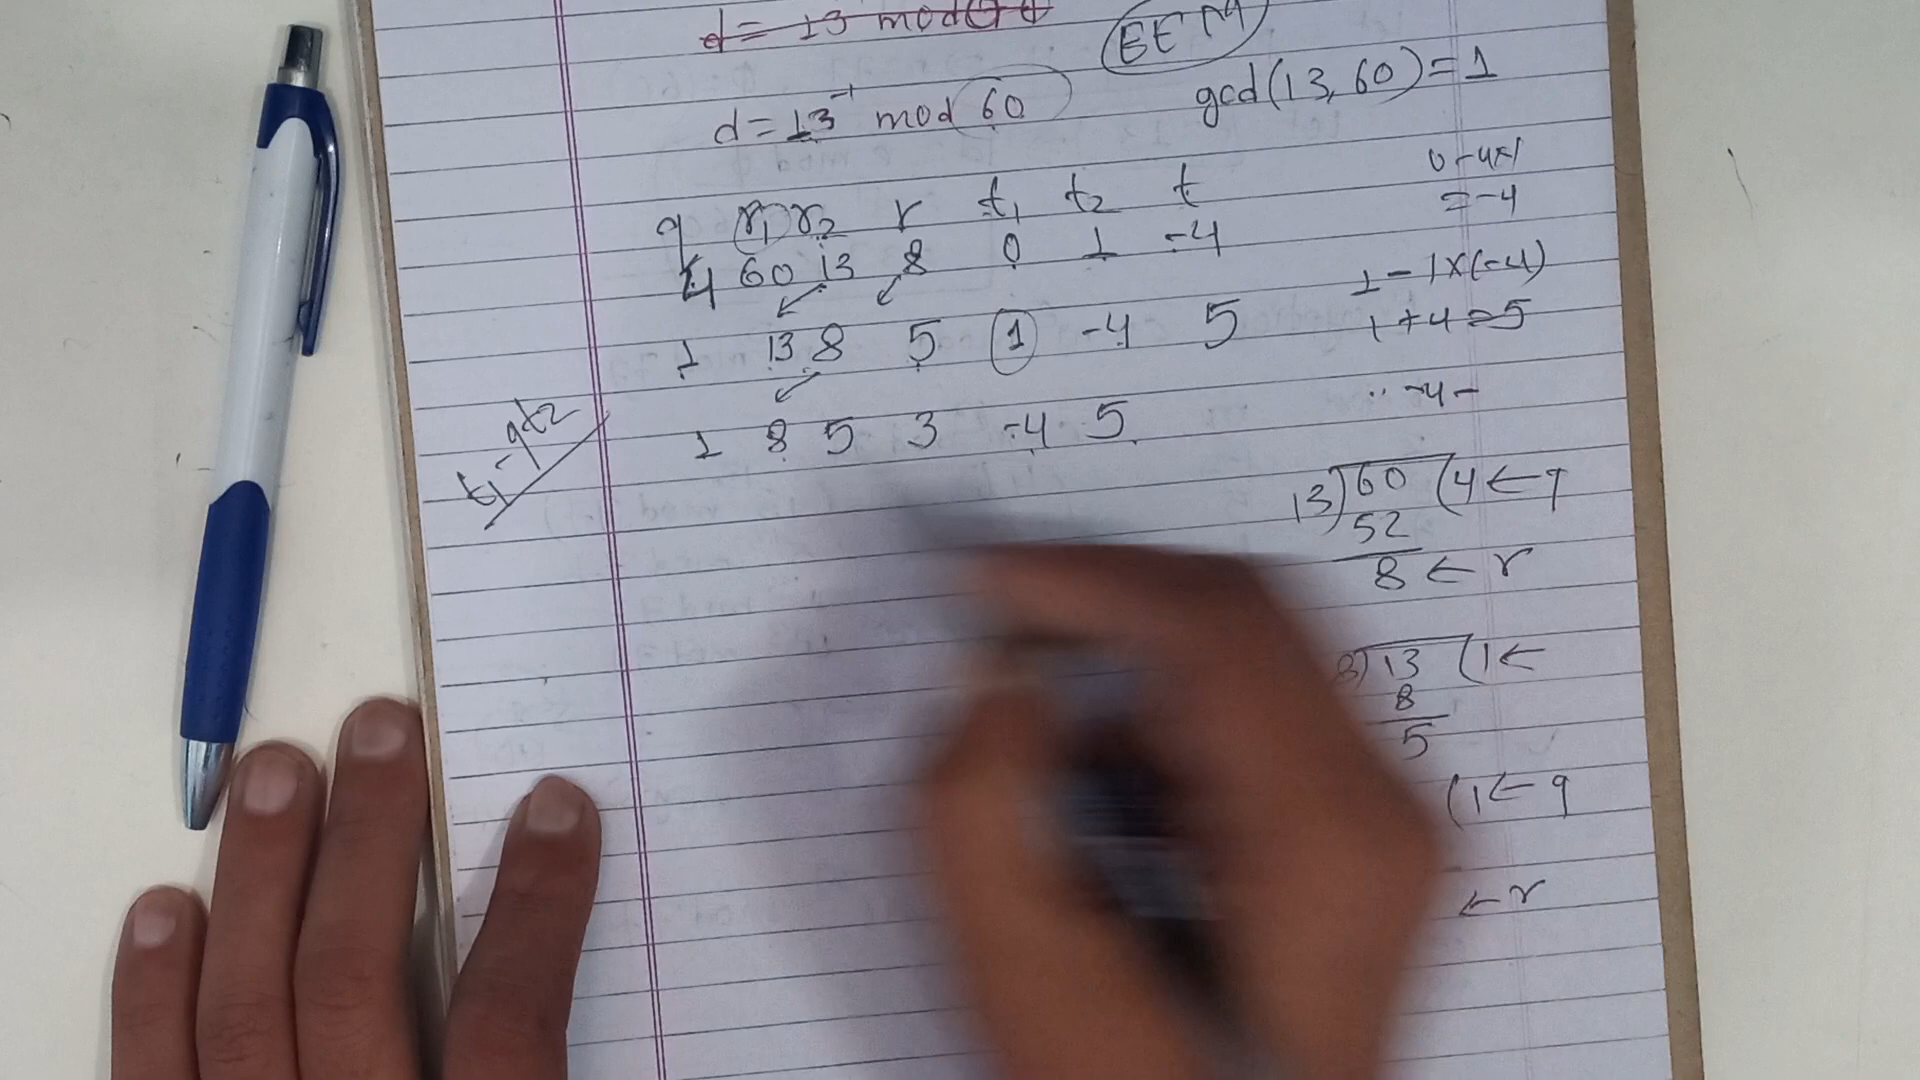 d = 13 mod
d = 13⁻¹ mod 60
gcd(13, 60) = 1
q r₁ r₂ r t₁ t₂ t
4 60 13 8 0 1 -4
1 13 8 5 1 -4 5
1 8 5 3 -4 5
t₁ - qt₂
0 - 4×1
= -4
1 - 1×(-4)
1 + 4 = 5
-4 -
13) 60 (4 ← q
52
8 ← r
8) 13 (1 ←
8
5
(1 ← q
← r